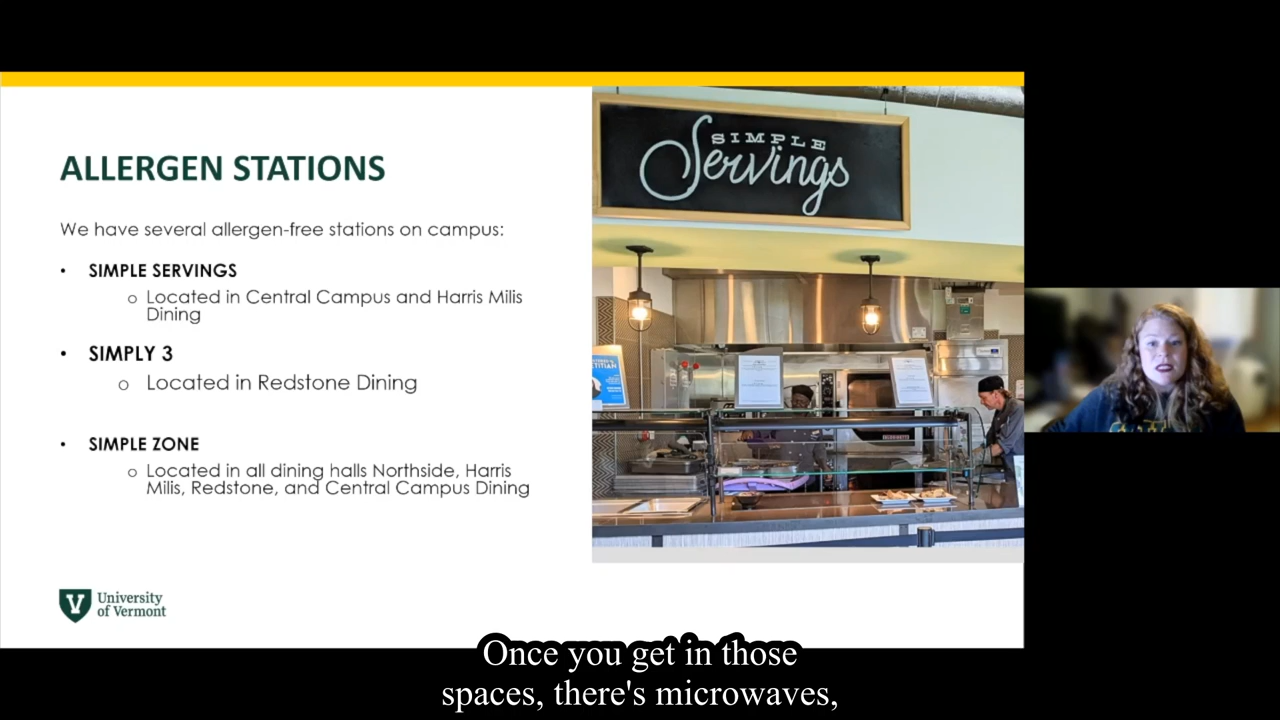 ALLERGEN STATIONS
We have several allergen-free stations on campus:
• SIMPLE SERVINGS
o Located in Central Campus and Harris Milis
Dining
• SIMPLY 3
o Located in Redstone Dining
• SIMPLE ZONE
o Located in all dining halls Northside, Harris
Milis, Redstone, and Central Campus Dining
University
of Vermont
SIMPLE
Servings
Once you get in those
spaces, there's microwaves,